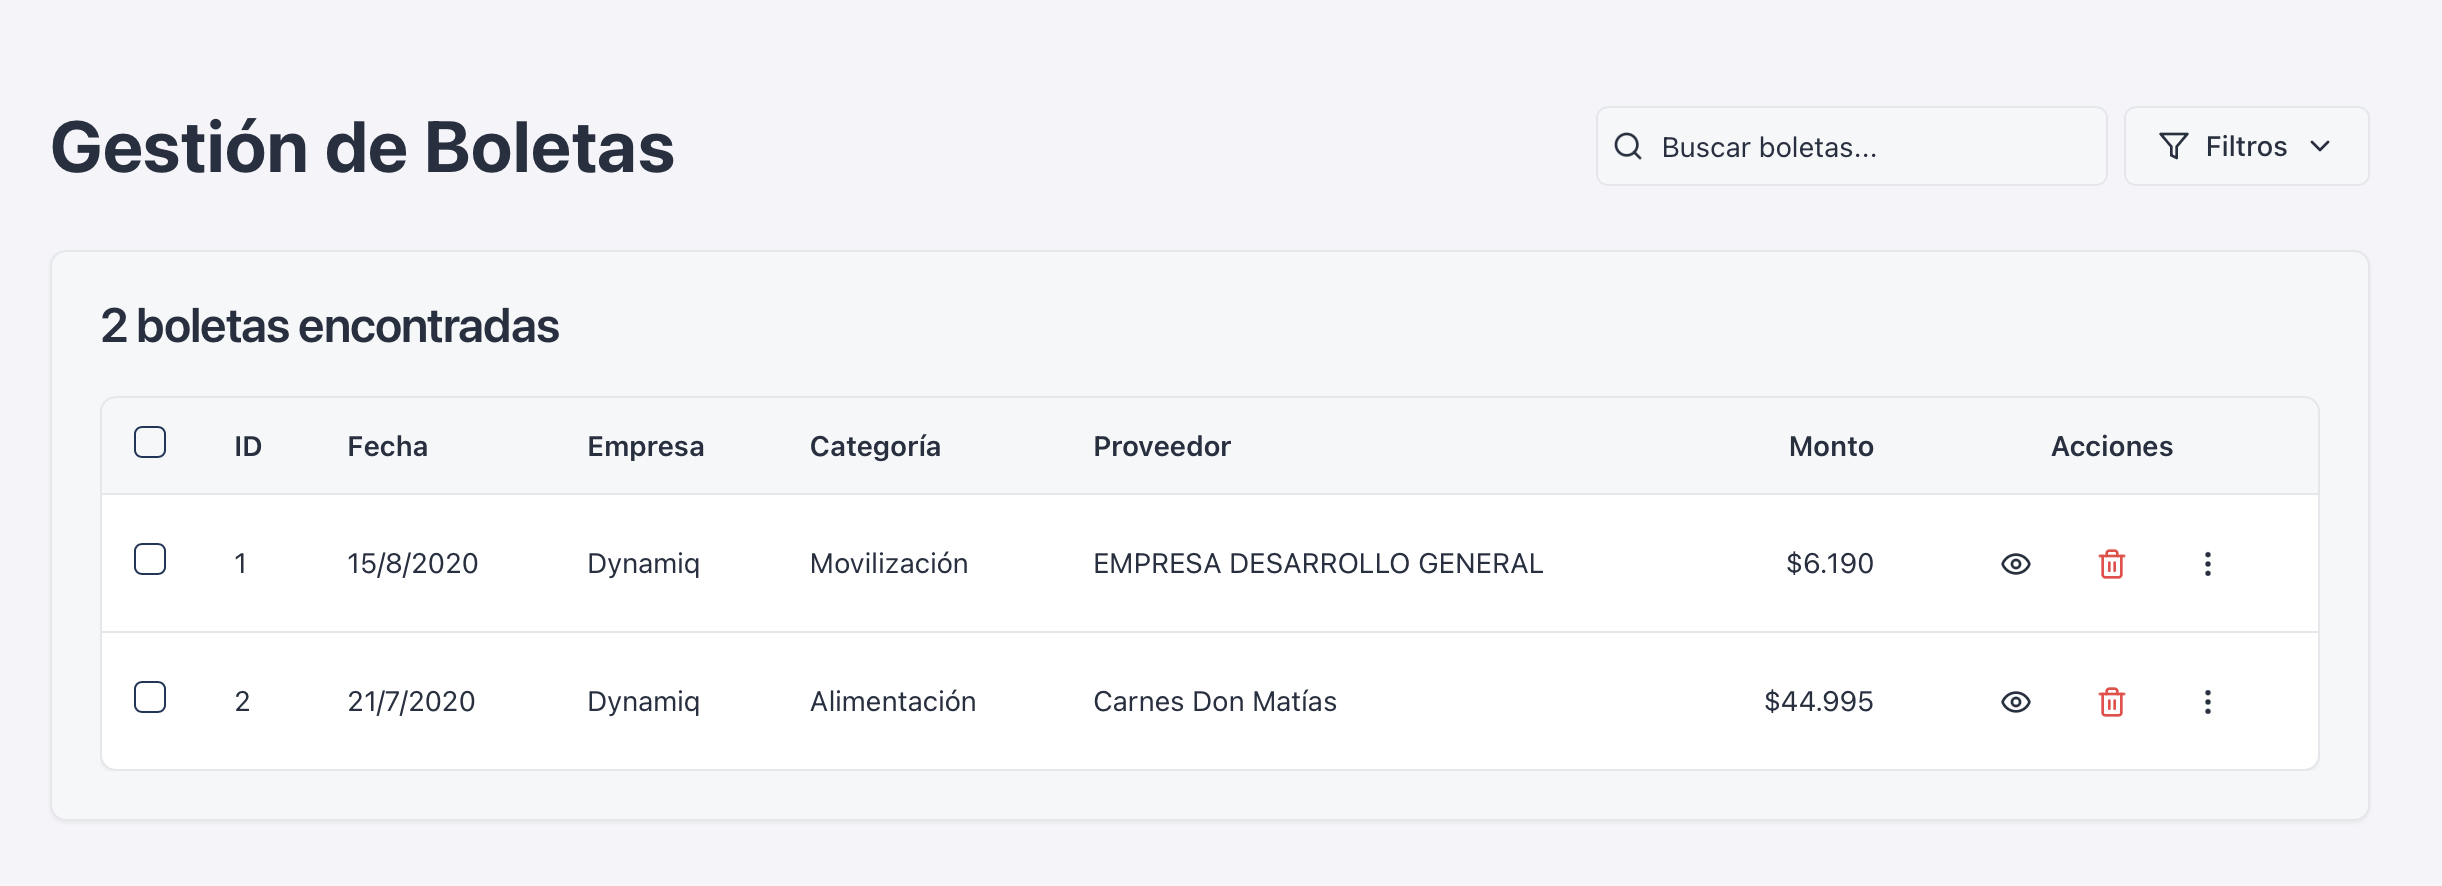 Gestión de Boletas
Buscar boletas...
Filtros
2 boletas encontradas
ID Fecha Empresa Categoría Proveedor Monto Acciones
1 15/8/2020 Dynamiq Movilización EMPRESA DESARROLLO GENERAL $6.190
2 21/7/2020 Dynamiq Alimentación Carnes Don Matías $44.995